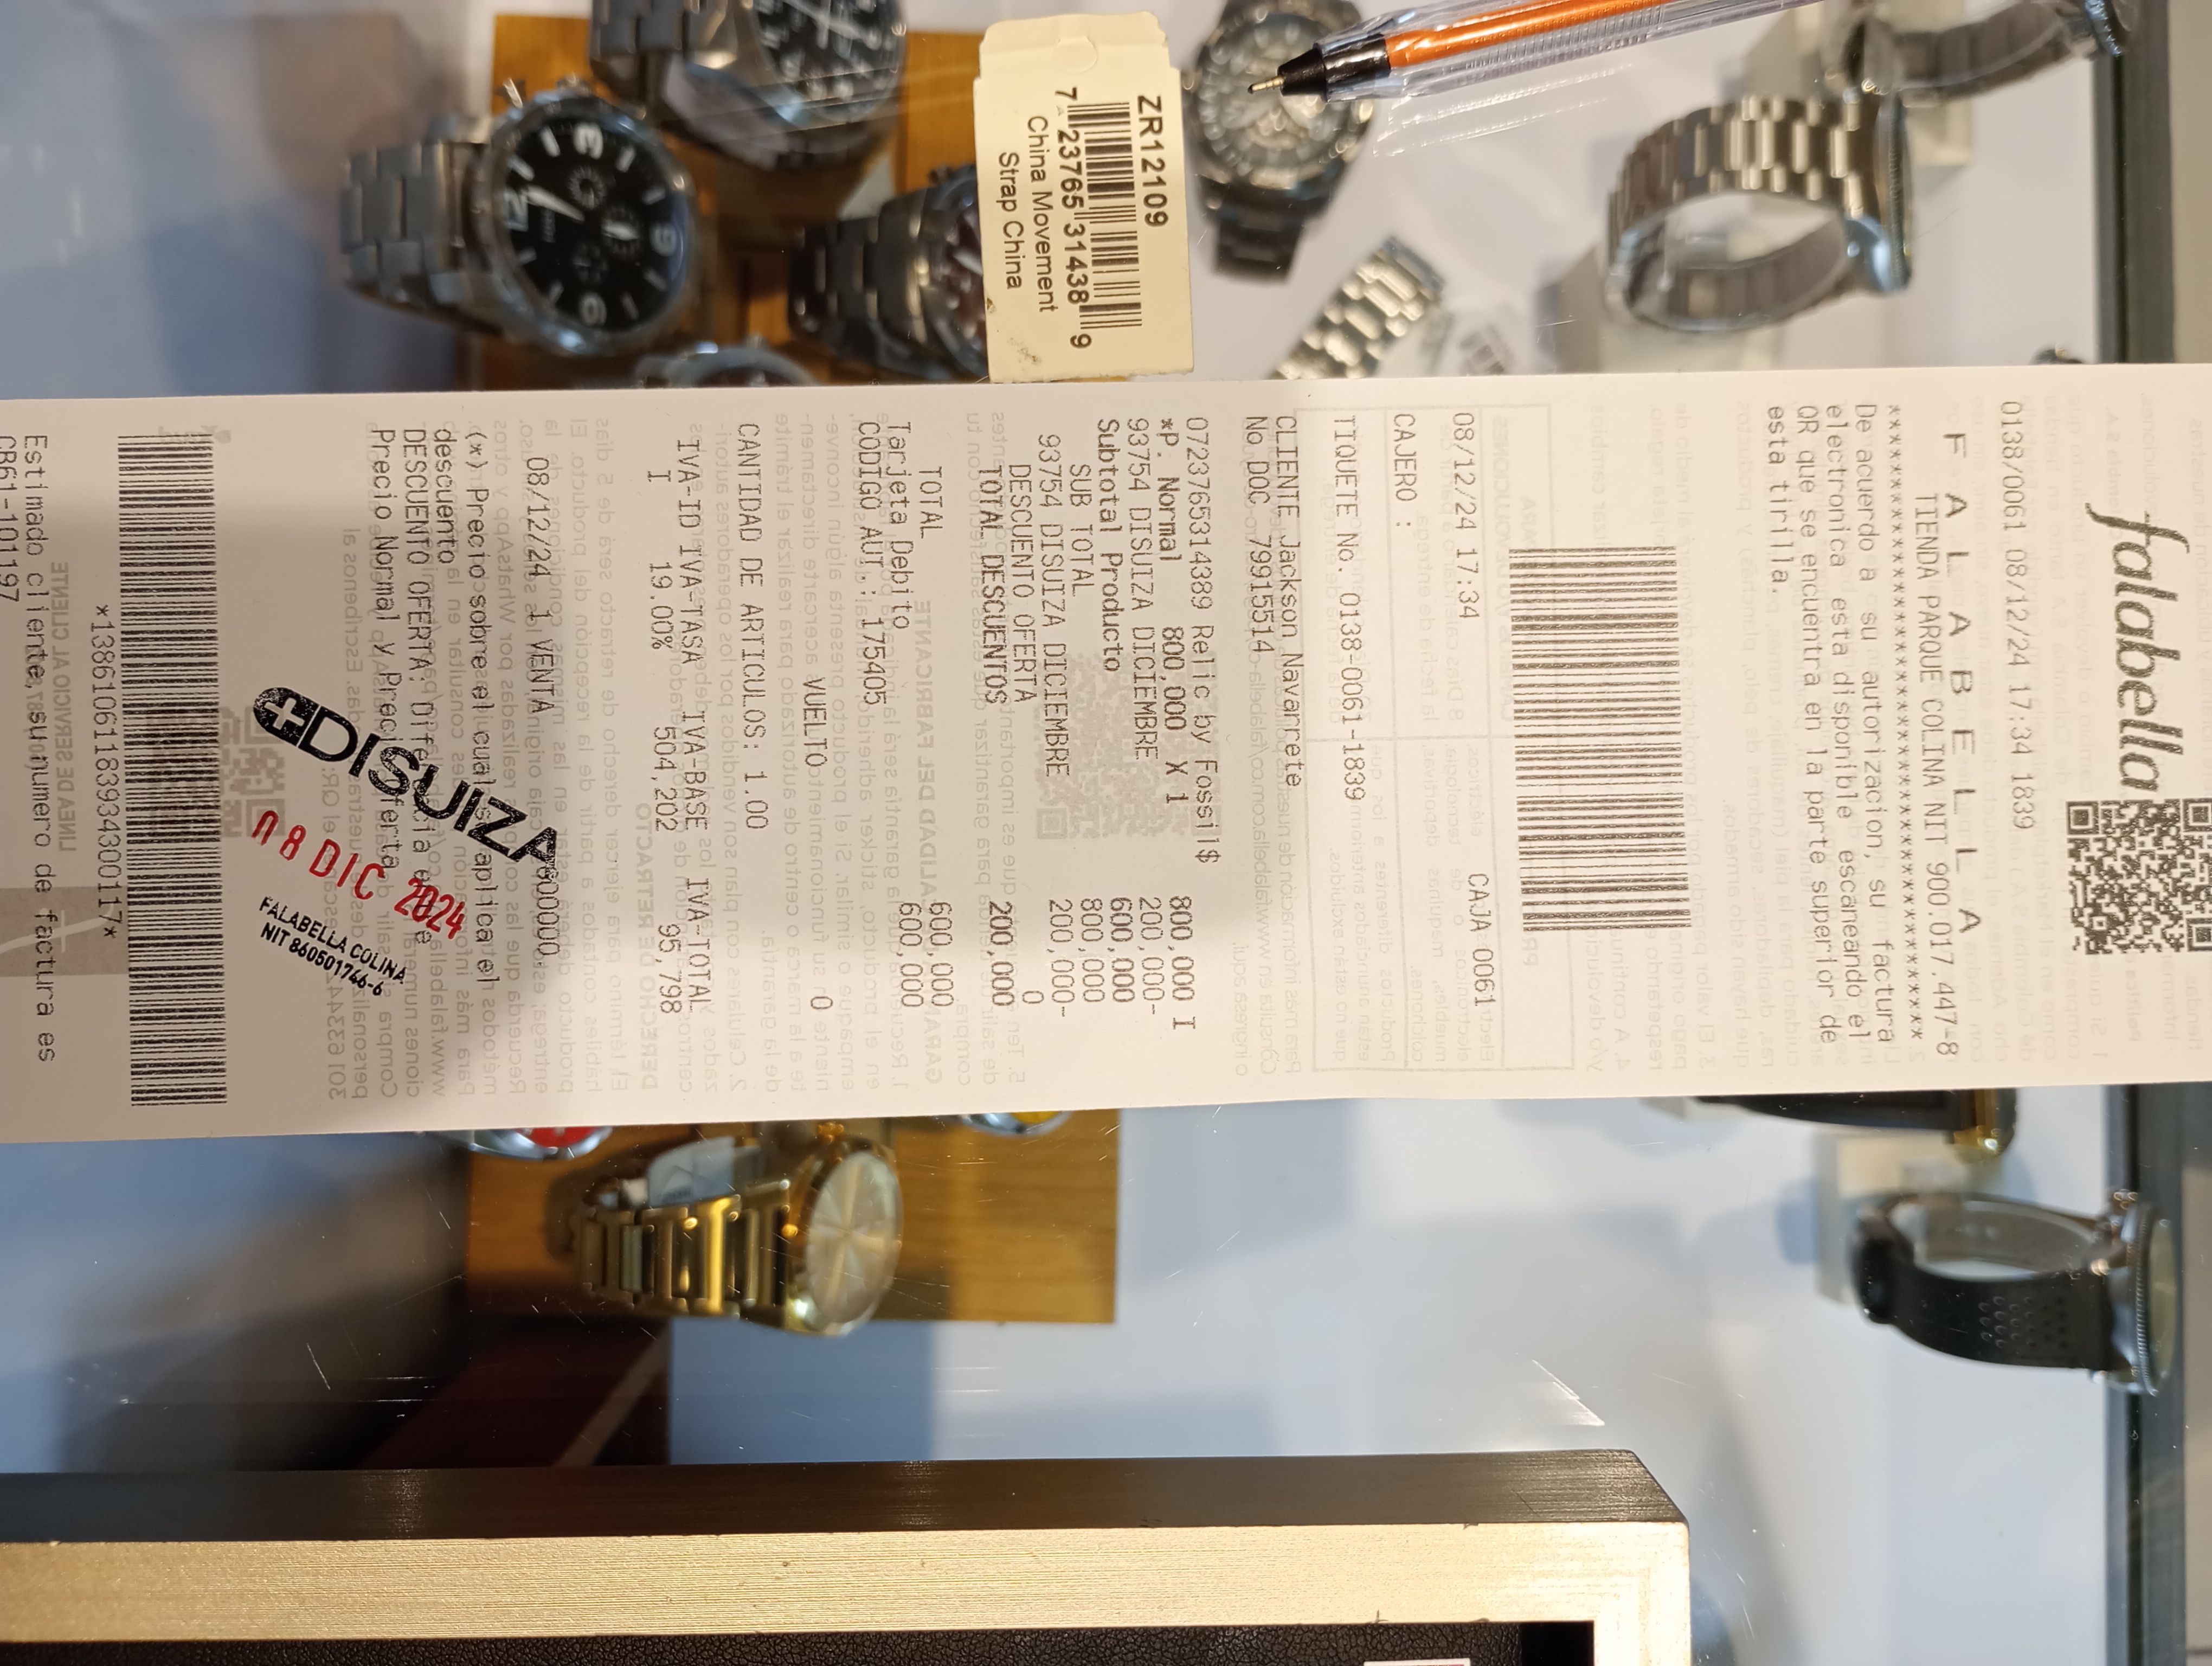 ZR12109
7 23765 31438 9
China Movement
Strap China
falabella
0138/0061 08/12/24 17:34 1839
F A L A B E L L A
TIENDA PARQUE COLINA NIT 900.017.447-8
De acuerdo a su autorizacion, su factura
electronica esta disponible escaneando el
QR que se encuentra en la parte superior de
esta tirilla.
08/12/24 17:34 CAJA 0061
CAJERO :
TIQUETE No. 0138-0061-1839
CLIENTE Jackson Navarrete
No DOC 79915514
0723765314389 Relic by Fossil$ 800,000 I
*P. Normal 800,000 X 1
93754 DISUIZA DICIEMBRE 200,000-
Subtotal Producto 600,000
SUB TOTAL 800,000
93754 DISUIZA DICIEMBRE 200,000-
DESCUENTO OFERTA 0
TOTAL DESCUENTOS 200,000
TOTAL 600,000
Tarjeta Debito 600,000
CODIGO AUT.: 175405
VUELTO 0
CANTIDAD DE ARTICULOS: 1.00
IVA-ID IVA-TASA IVA-BASE IVA-TOTAL
I 19.00% 504,202 95,798
08/12/24 1 VENTA 600000.
(*) Precio sobre el cual se aplica el
descuento
DESCUENTO OFERTA: Diferencia entre
Precio Normal y Precio Oferta
DISUIZA
08 DIC 2024
FALABELLA COLINA
NIT 860501746-6
*13861061183934300117*
Estimado cliente, su numero de factura es
CB61-101197